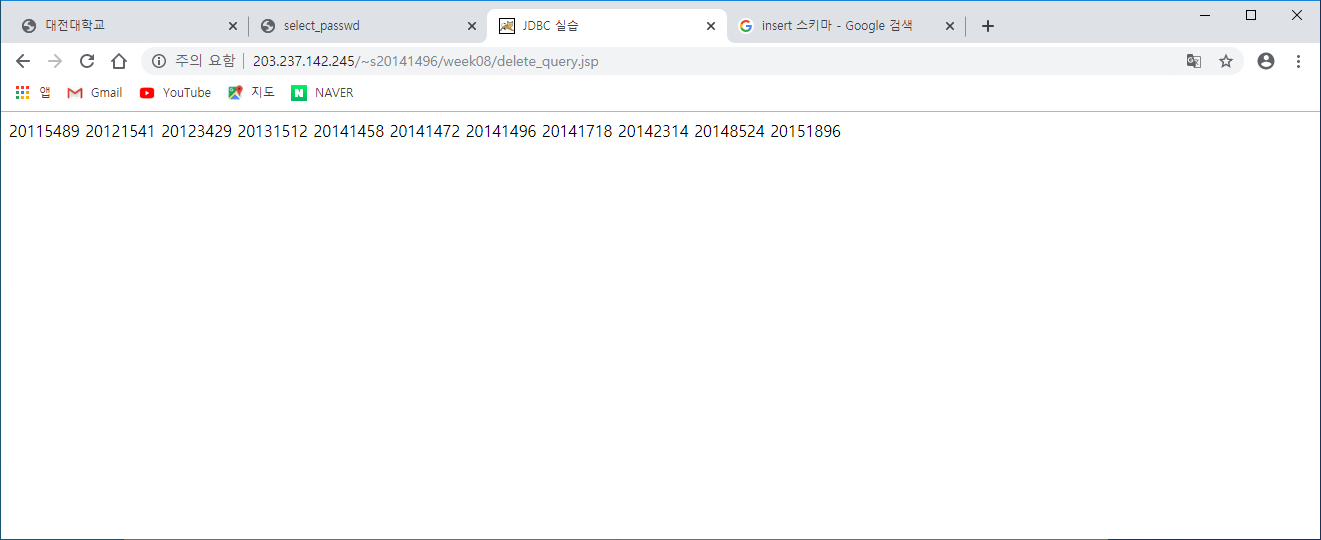 대전대학교 select_passwd JDBC 실습 insert 스키마 - Google 검색
주의 요함 203.237.142.245/~s20141496/week08/delete_query.jsp
앱 Gmail YouTube 지도 NAVER
20115489 20121541 20123429 20131512 20141458 20141472 20141496 20141718 20142314 20148524 20151896